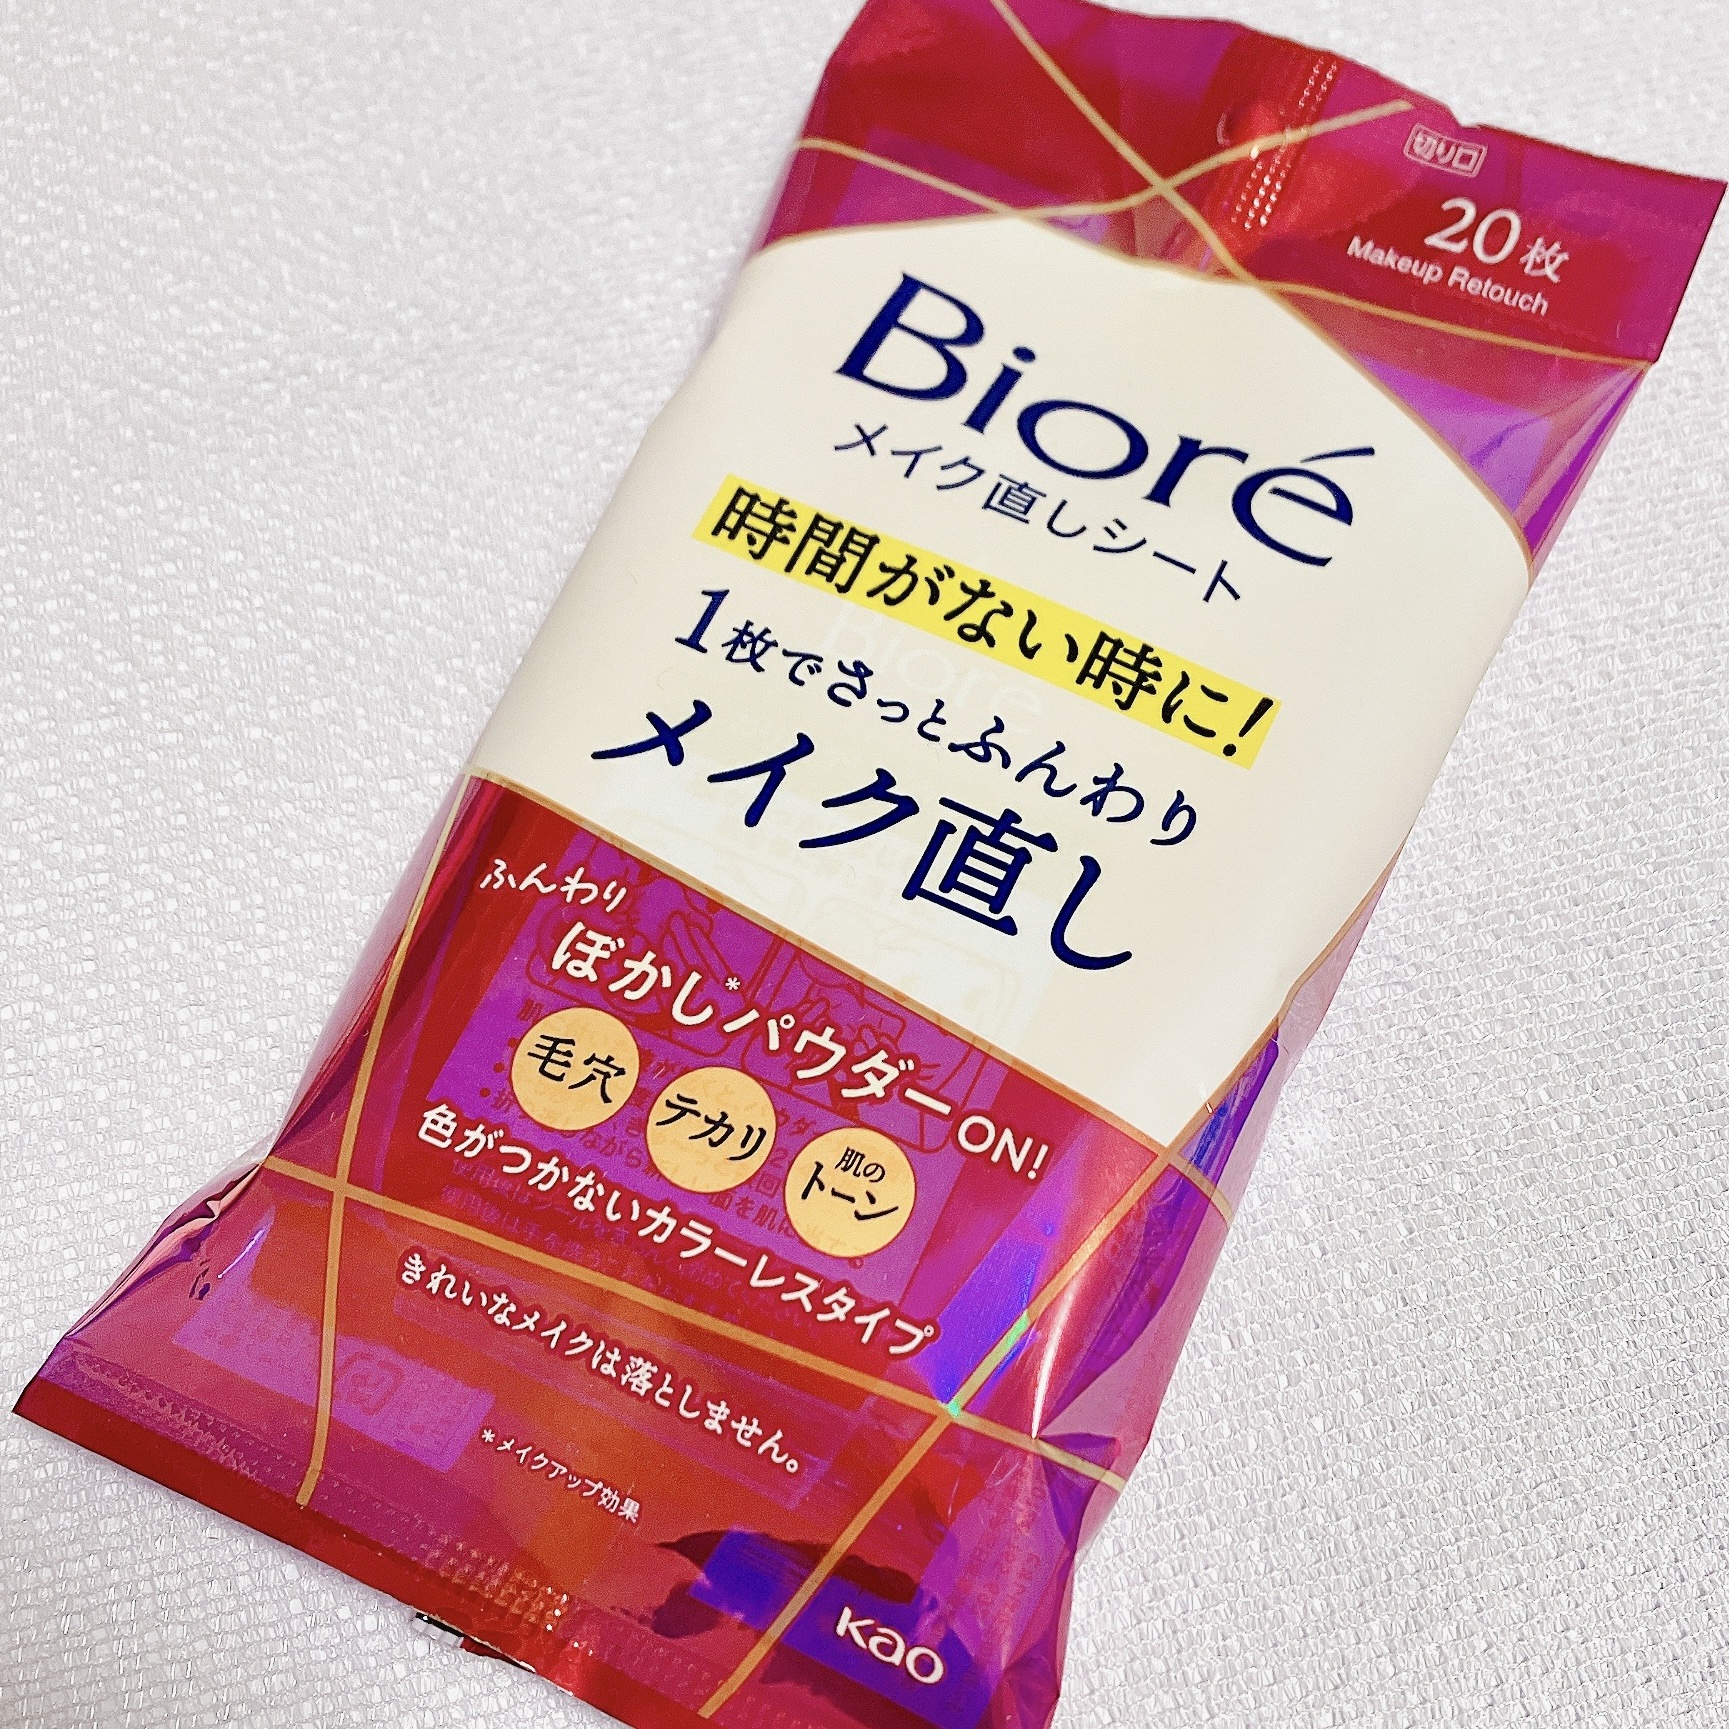 切り口
20枚
Makeup Retouch
Bioré
メイク直しシート
時間がない時に!
1枚でさっとふんわり
メイク直し
ふんわり
ぼかし*パウダーON!
毛穴
テカリ
肌の
トーン
色がつかないカラーレスタイプ
きれいなメイクは落としません。
*メイクアップ効果
Kao